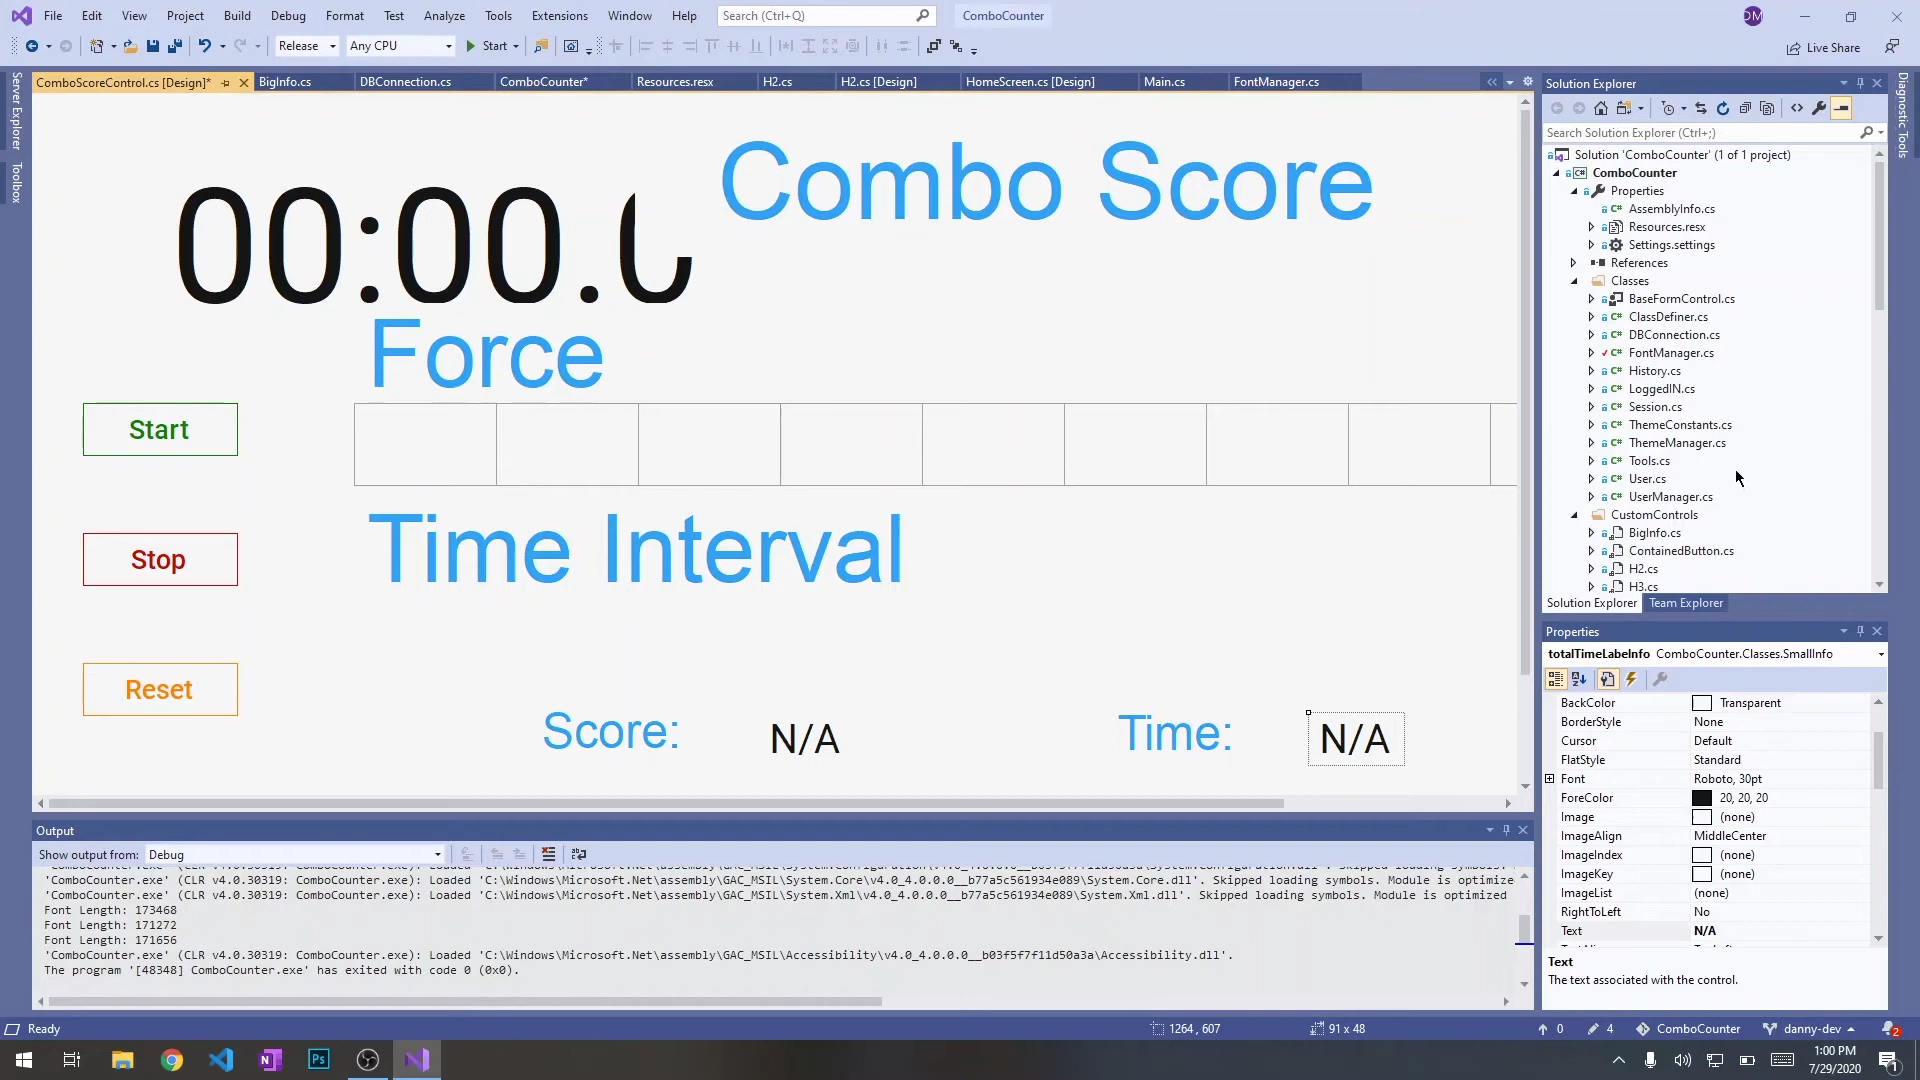 File Edit View Project Build Debug Format Test Analyze Tools Extensions Window Help Search (Ctrl+Q) ComboCounter DM
Release Any CPU Start Live Share
Server Explorer
Toolbox
ComboScoreControl.cs [Design]* BigInfo.cs DBConnection.cs ComboCounter* Resources.resx H2.cs H2.cs [Design] HomeScreen.cs [Design] Main.cs FontManager.cs
Combo Score
00:00.0
Force
Start
Time Interval
Stop
Reset
Score: N/A Time: N/A
Output
Show output from: Debug
'ComboCounter.exe' (CLR v4.0.30319: ComboCounter.exe): Loaded 'C:\Windows\Microsoft.Net\assembly\GAC_MSIL\System.Core\v4.0_4.0.0.0__b77a5c561934e089\System.Core.dll'. Skipped loading symbols. Module is optimize
'ComboCounter.exe' (CLR v4.0.30319: ComboCounter.exe): Loaded 'C:\Windows\Microsoft.Net\assembly\GAC_MSIL\System.Xml\v4.0_4.0.0.0__b77a5c561934e089\System.Xml.dll'. Skipped loading symbols. Module is optimized
Font Length: 173468
Font Length: 171272
Font Length: 171656
'ComboCounter.exe' (CLR v4.0.30319: ComboCounter.exe): Loaded 'C:\Windows\Microsoft.Net\assembly\GAC_MSIL\Accessibility\v4.0_4.0.0.0__b03f5f7f11d50a3a\Accessibility.dll'.
The program '[48348] ComboCounter.exe' has exited with code 0 (0x0).
Solution Explorer
Search Solution Explorer (Ctrl+;)
Solution 'ComboCounter' (1 of 1 project)
ComboCounter
Properties
AssemblyInfo.cs
Resources.resx
Settings.settings
References
Classes
BaseFormControl.cs
ClassDefiner.cs
DBConnection.cs
FontManager.cs
History.cs
LoggedIN.cs
Session.cs
ThemeConstants.cs
ThemeManager.cs
Tools.cs
User.cs
UserManager.cs
CustomControls
BigInfo.cs
ContainedButton.cs
H2.cs
H3.cs
Solution Explorer Team Explorer
Properties
totalTimeLabelInfo ComboCounter.Classes.SmallInfo
BackColor Transparent
BorderStyle None
Cursor Default
FlatStyle Standard
Font Roboto, 30pt
ForeColor 20, 20, 20
Image (none)
ImageAlign MiddleCenter
ImageIndex (none)
ImageKey (none)
ImageList (none)
RightToLeft No
Text N/A
Text
The text associated with the control.
Diagnostic Tools
Ready 1264 , 607 91 x 48 0 4 ComboCounter danny-dev 2
1:00 PM
7/29/2020
1